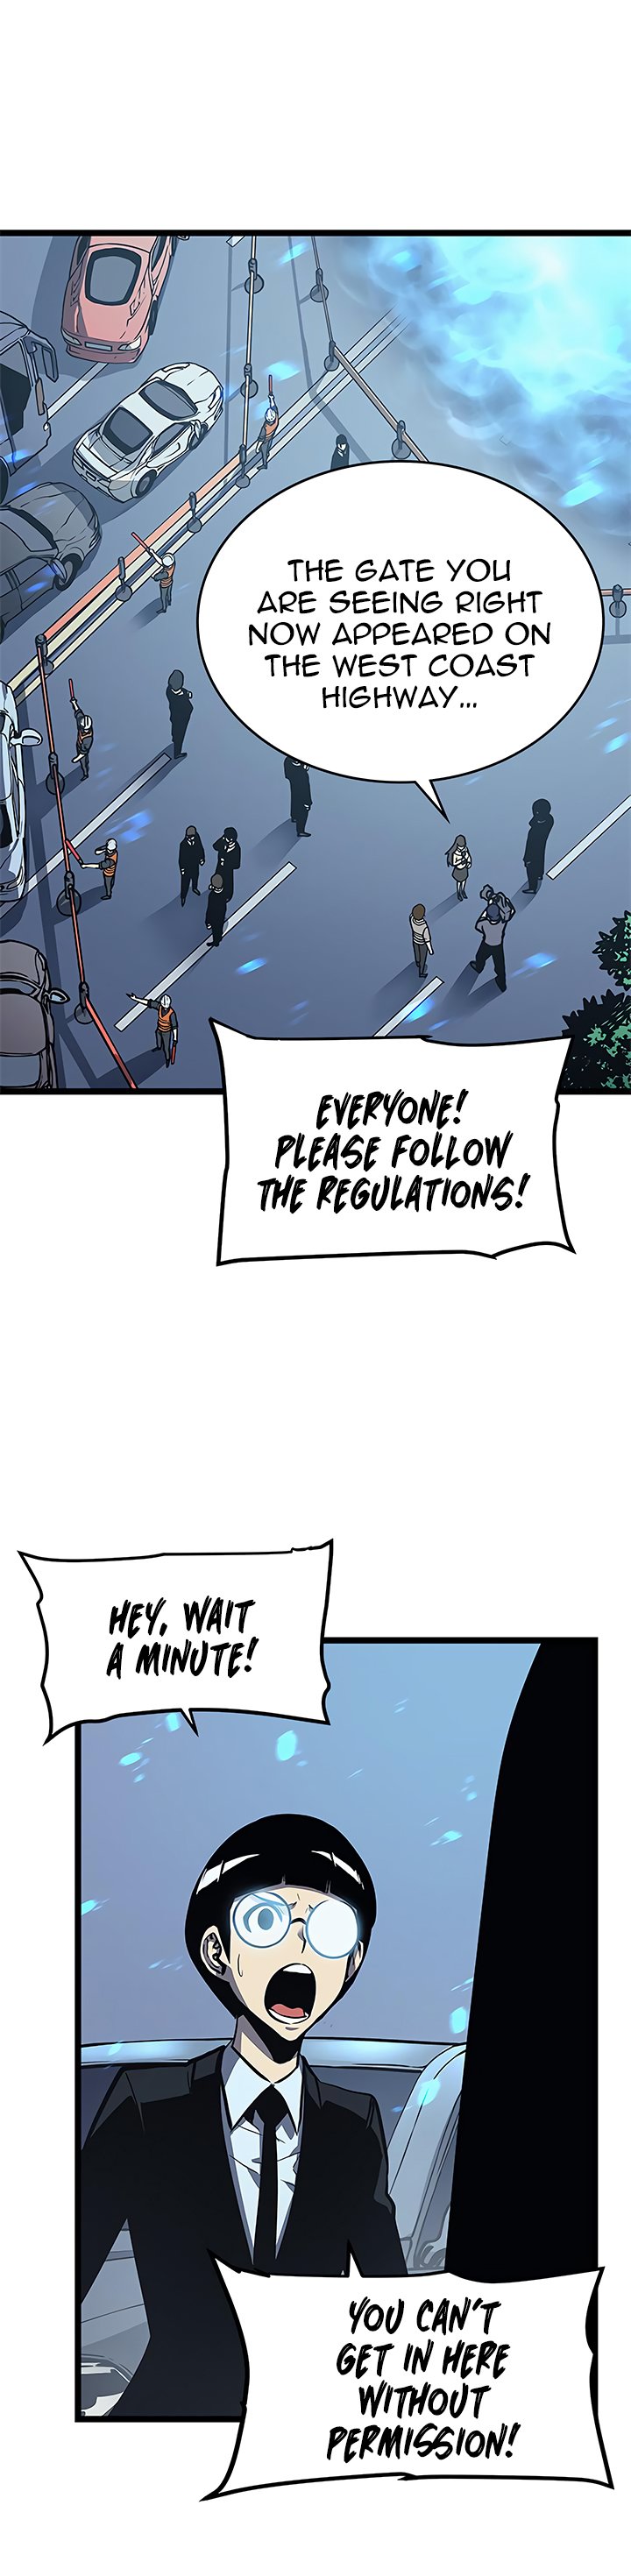 THE GATE YOU
ARE SEEING RIGHT
NOW APPEARED ON
THE WEST COAST
HIGHWAY...
EVERYONE!
PLEASE FOLLOW
THE REGULATIONS!
HEY, WAIT
A MINUTE!
YOU CAN'T
GET IN HERE
WITHOUT
PERMISSION!